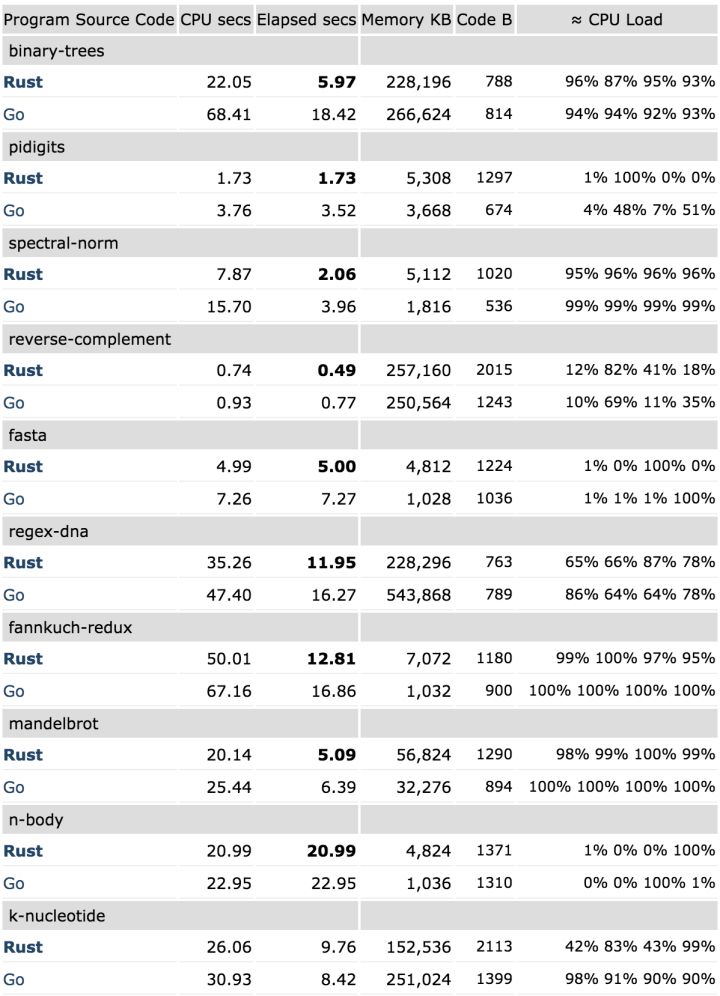 Program Source Code CPU secs Elapsed secs Memory KB Code B ≈ CPU Load
binary-trees
Rust 22.05 5.97 228,196 788 96% 87% 95% 93%
Go 68.41 18.42 266,624 814 94% 94% 92% 93%
pidigits
Rust 1.73 1.73 5,308 1297 1% 100% 0% 0%
Go 3.76 3.52 3,668 674 4% 48% 7% 51%
spectral-norm
Rust 7.87 2.06 5,112 1020 95% 96% 96% 96%
Go 15.70 3.96 1,816 536 99% 99% 99% 99%
reverse-complement
Rust 0.74 0.49 257,160 2015 12% 82% 41% 18%
Go 0.93 0.77 250,564 1243 10% 69% 11% 35%
fasta
Rust 4.99 5.00 4,812 1224 1% 0% 100% 0%
Go 7.26 7.27 1,028 1036 1% 1% 1% 100%
regex-dna
Rust 35.26 11.95 228,296 763 65% 66% 87% 78%
Go 47.40 16.27 543,868 789 86% 64% 64% 78%
fannkuch-redux
Rust 50.01 12.81 7,072 1180 99% 100% 97% 95%
Go 67.16 16.86 1,032 900 100% 100% 100% 100%
mandelbrot
Rust 20.14 5.09 56,824 1290 98% 99% 100% 99%
Go 25.44 6.39 32,276 894 100% 100% 100% 100%
n-body
Rust 20.99 20.99 4,824 1371 1% 0% 0% 100%
Go 22.95 22.95 1,036 1310 0% 0% 100% 1%
k-nucleotide
Rust 26.06 9.76 152,536 2113 42% 83% 43% 99%
Go 30.93 8.42 251,024 1399 98% 91% 90% 90%